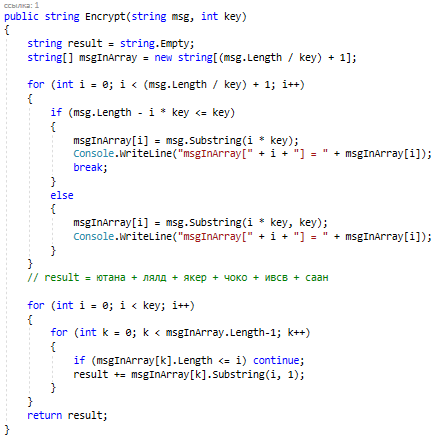 ссылка: 1
public string Encrypt(string msg, int key)
{
string result = string.Empty;
string[] msgInArray = new string[(msg.Length / key) + 1];
for (int i = 0; i < (msg.Length / key) + 1; i++)
{
if (msg.Length - i * key <= key)
{
msgInArray[i] = msg.Substring(i * key);
Console.WriteLine("msgInArray[" + i + "] = " + msgInArray[i]);
break;
}
else
{
msgInArray[i] = msg.Substring(i * key, key);
Console.WriteLine("msgInArray[" + i + "] = " + msgInArray[i]);
}
}
// result = ютана + лялд + якер + чоко + ивсв + саан
for (int i = 0; i < key; i++)
{
for (int k = 0; k < msgInArray.Length-1; k++)
{
if (msgInArray[k].Length <= i) continue;
result += msgInArray[k].Substring(i, 1);
}
}
return result;
}